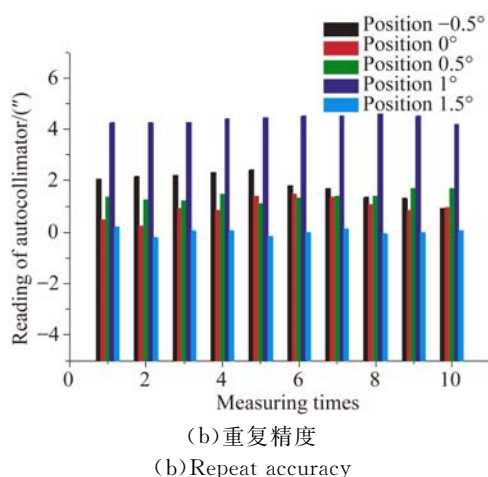 Position −0.5°
Position 0°
Position 0.5°
Position 1°
Position 1.5°
Reading of autocollimator/(″)
6
4
2
0
−2
−4
0 2 4 6 8 10
Measuring times
(b)重复精度
(b)Repeat accuracy